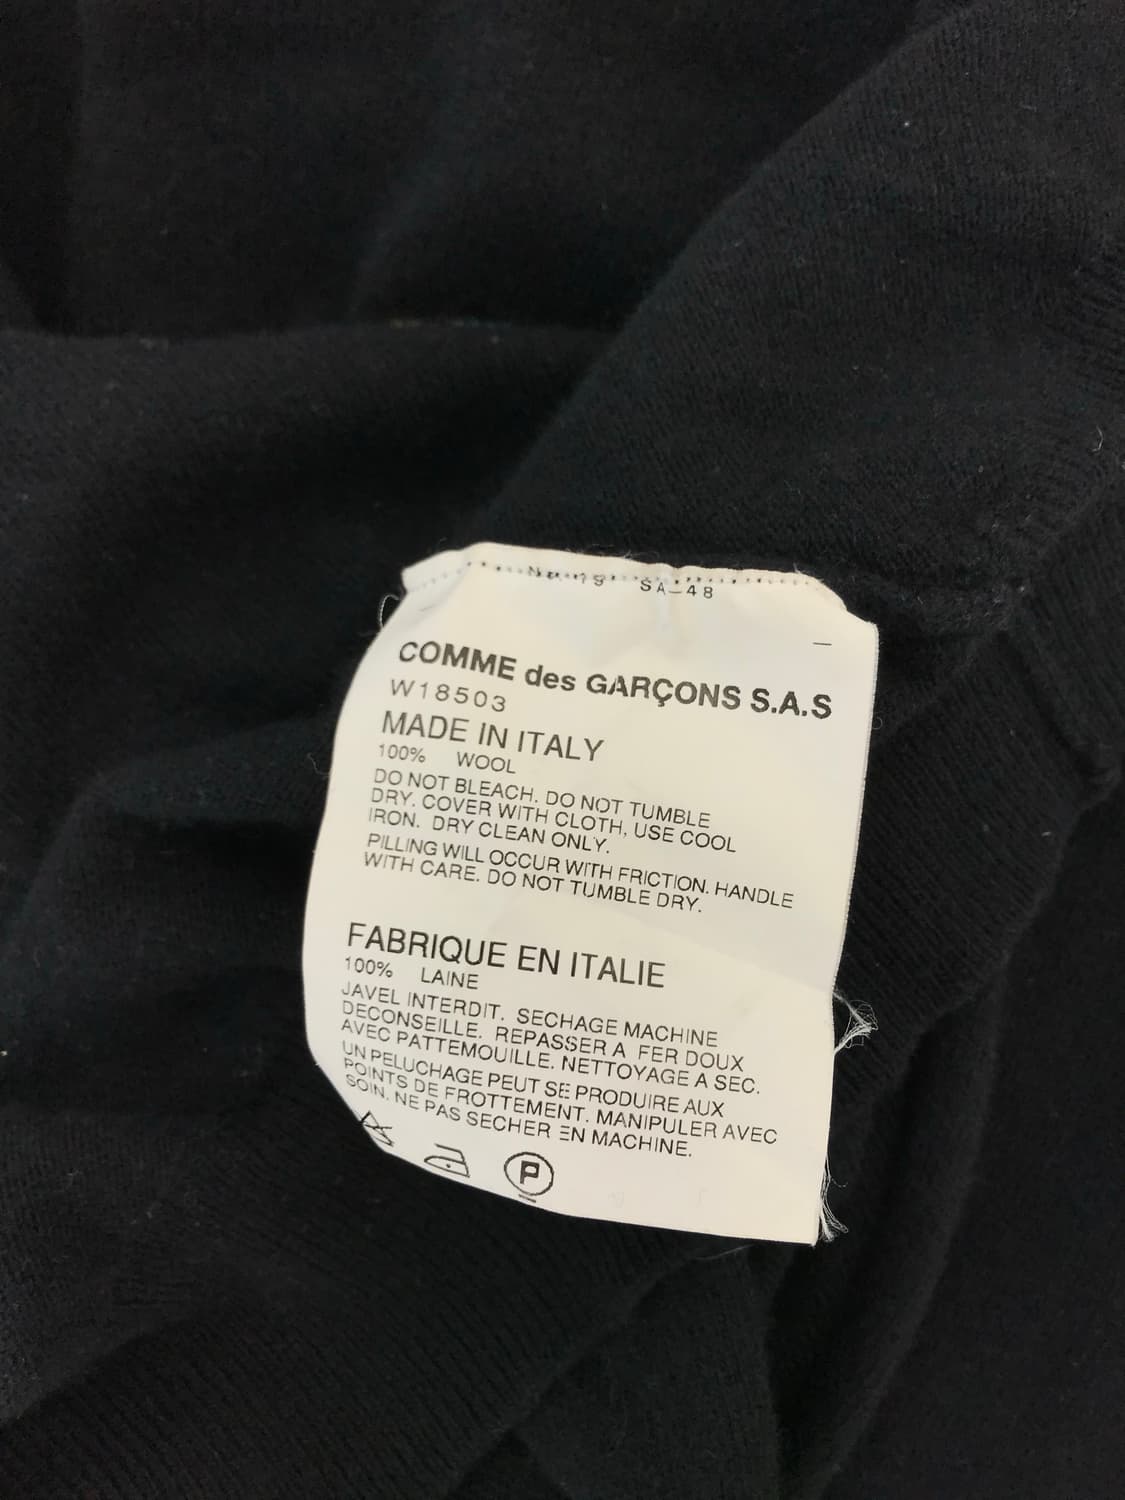 SA-48
COMME des GARÇONS S.A.S
W18503
MADE IN ITALY
100% WOOL
DO NOT BLEACH. DO NOT TUMBLE
DRY. COVER WITH CLOTH, USE COOL
IRON. DRY CLEAN ONLY.
PILLING WILL OCCUR WITH FRICTION. HANDLE
WITH CARE. DO NOT TUMBLE DRY.
FABRIQUE EN ITALIE
100% LAINE
JAVEL INTERDIT. SECHAGE MACHINE
DECONSEILLE. REPASSER A FER DOUX
AVEC PATTEMOUILLE. NETTOYAGE A SEC.
UN PELUCHAGE PEUT SE PRODUIRE AUX
POINTS DE FROTTEMENT. MANIPULER AVEC
SOIN. NE PAS SECHER EN MACHINE.
P